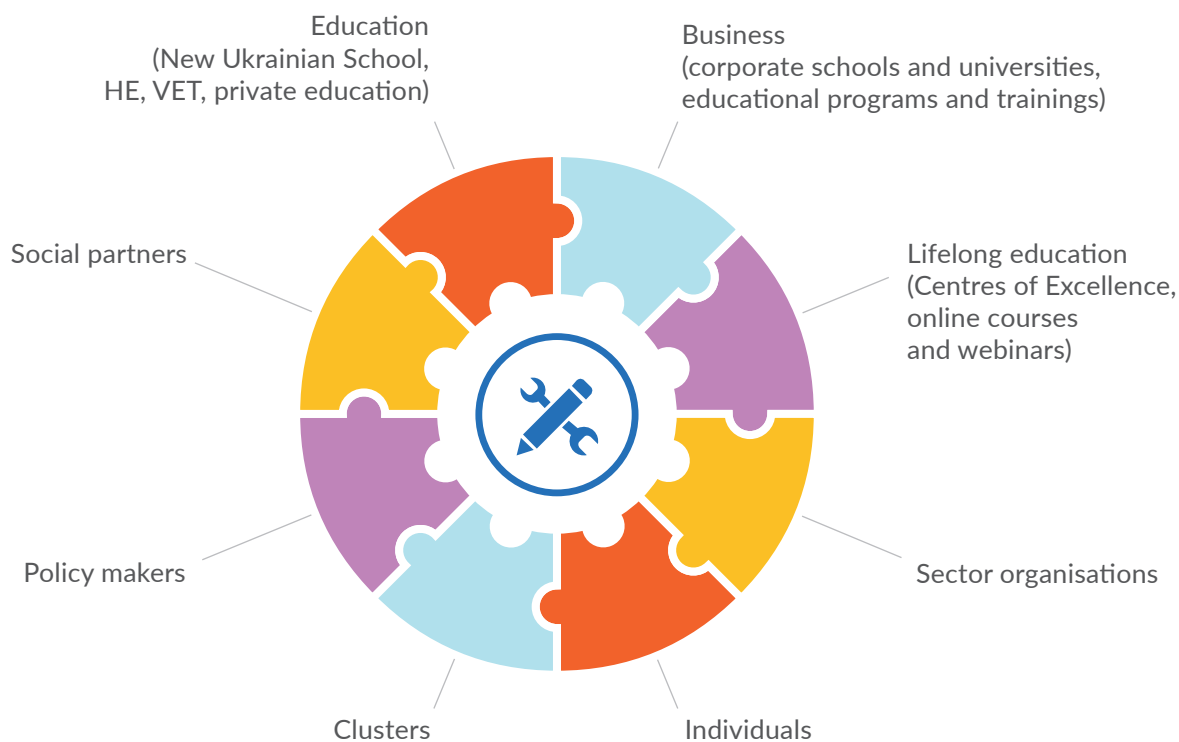 Education
(New Ukrainian School,
HE, VET, private education)
Business
(corporate schools and universities,
educational programs and trainings)
Social partners
Lifelong education
(Centres of Excellence,
online courses
and webinars)
Policy makers
Sector organisations
Clusters
Individuals